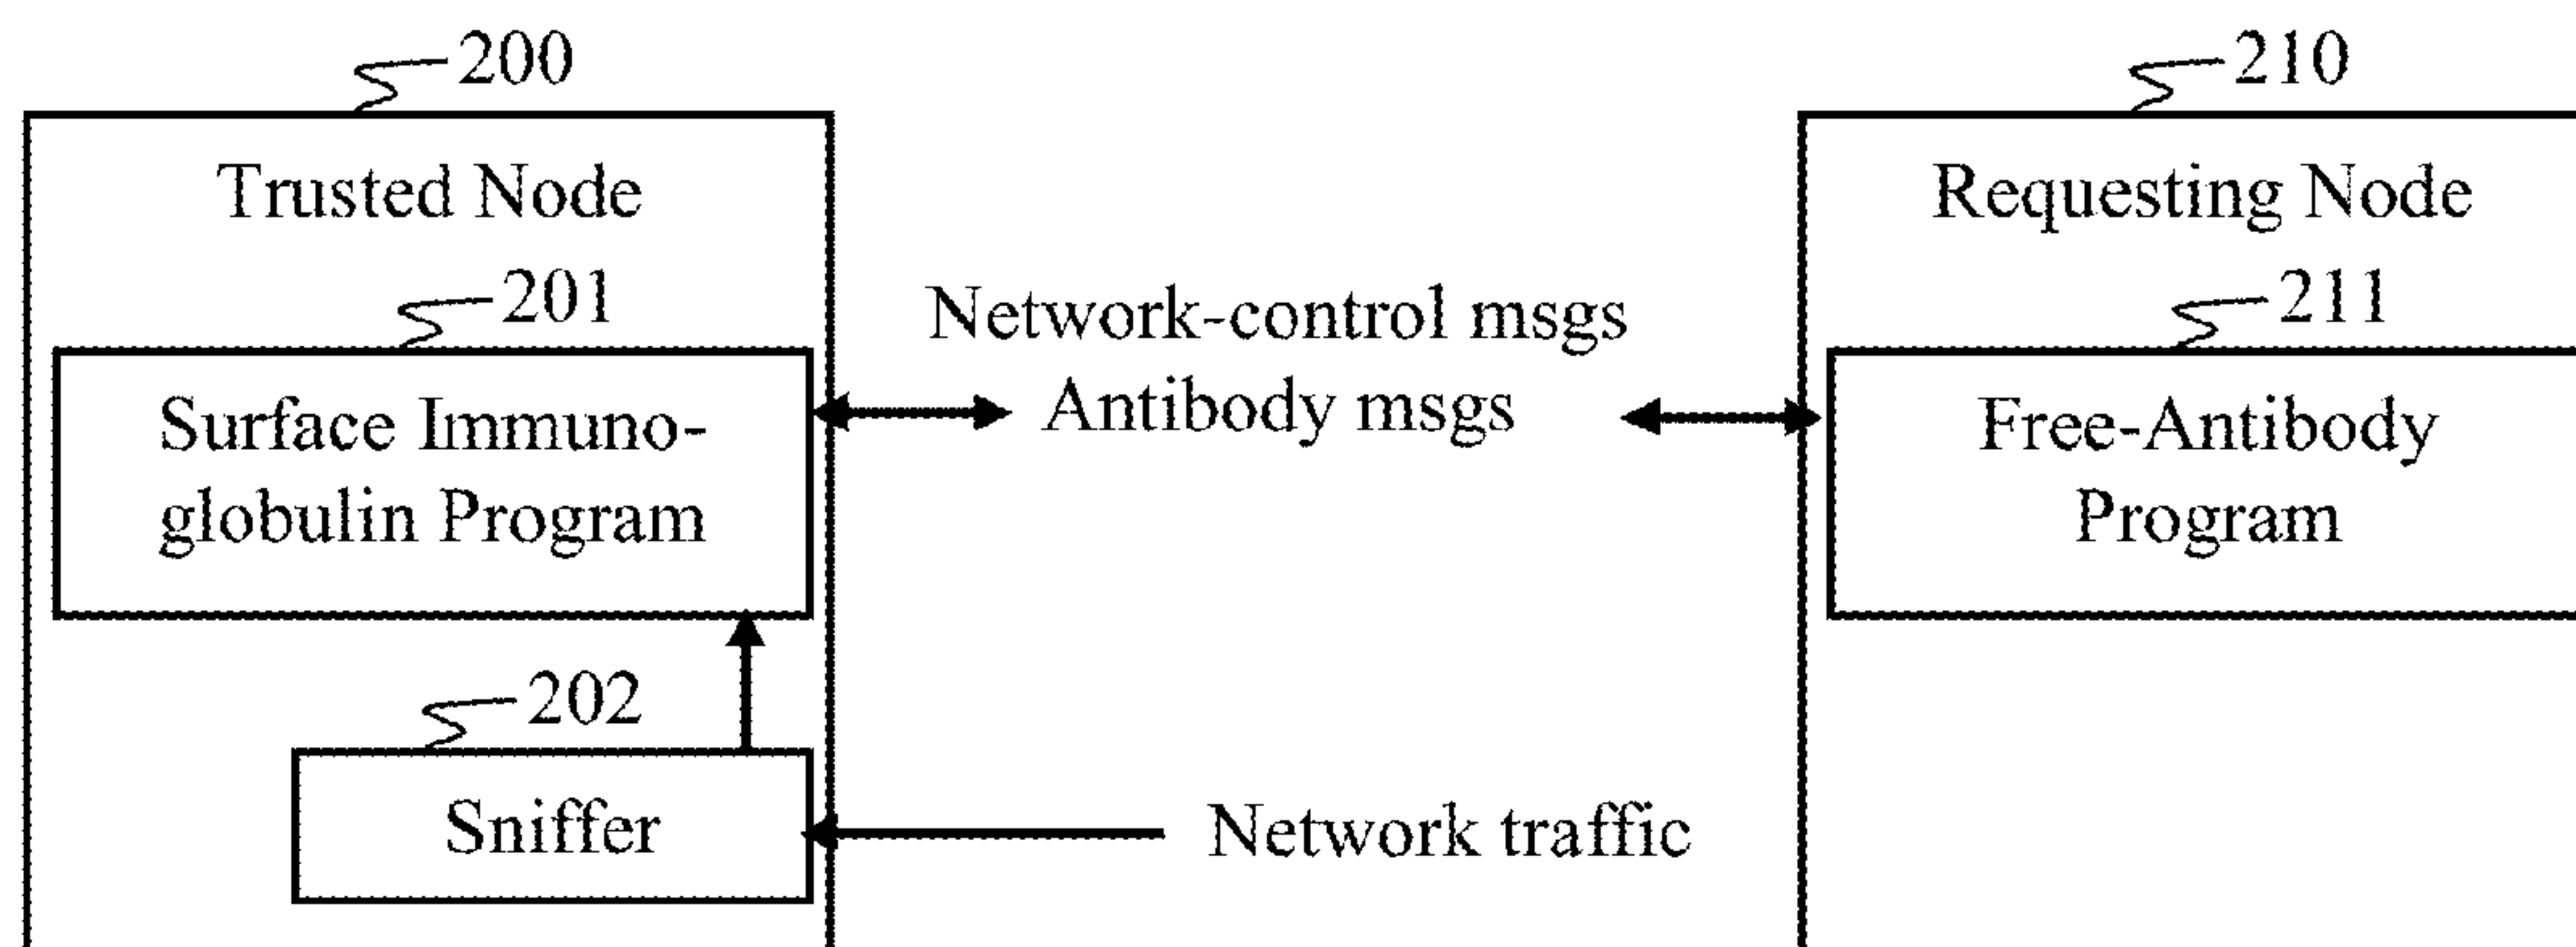 200
Trusted Node
201
Surface Immuno-
globulin Program
202
Sniffer
Network-control msgs
Antibody msgs
Network traffic
210
Requesting Node
211
Free-Antibody
Program